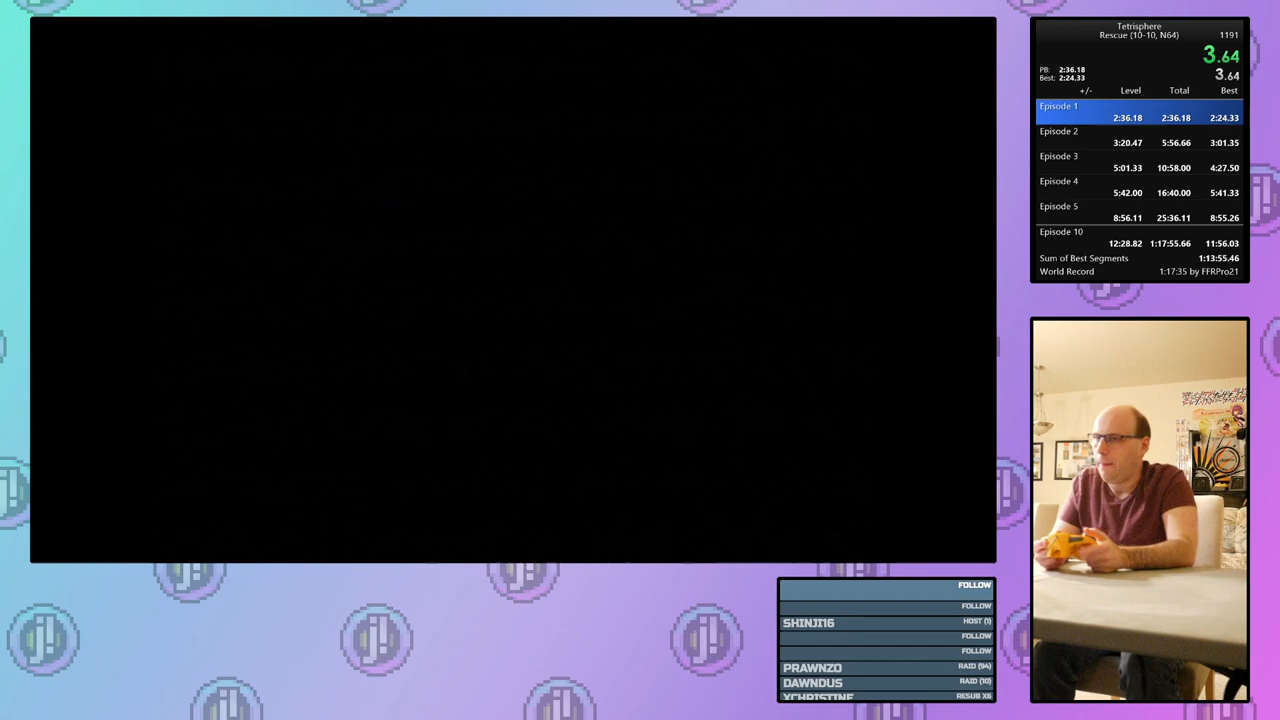 Tetrisphere
Rescue (10-10, N64) 1191
3.64
PB: 2:36.18
Best: 2:24.33
3.64
+/- Level Total Best
Episode 1
2:36.18 2:36.18 2:24.33
Episode 2
3:20.47 5:56.66 3:01.35
Episode 3
5:01.33 10:58.00 4:27.50
Episode 4
5:42.00 16:40.00 5:41.33
Episode 5
8:56.11 25:36.11 8:55.26
Episode 10
12:28.82 1:17:55.66 11:56.03
Sum of Best Segments 1:13:55.46
World Record 1:17:35 by FFRPro21
FOLLOW
FOLLOW
SHINJI16 HOST (1)
FOLLOW
FOLLOW
PRAWNZO RAID (94)
DAWNDUS RAID (10)
XCHRISTINE RESUB X6